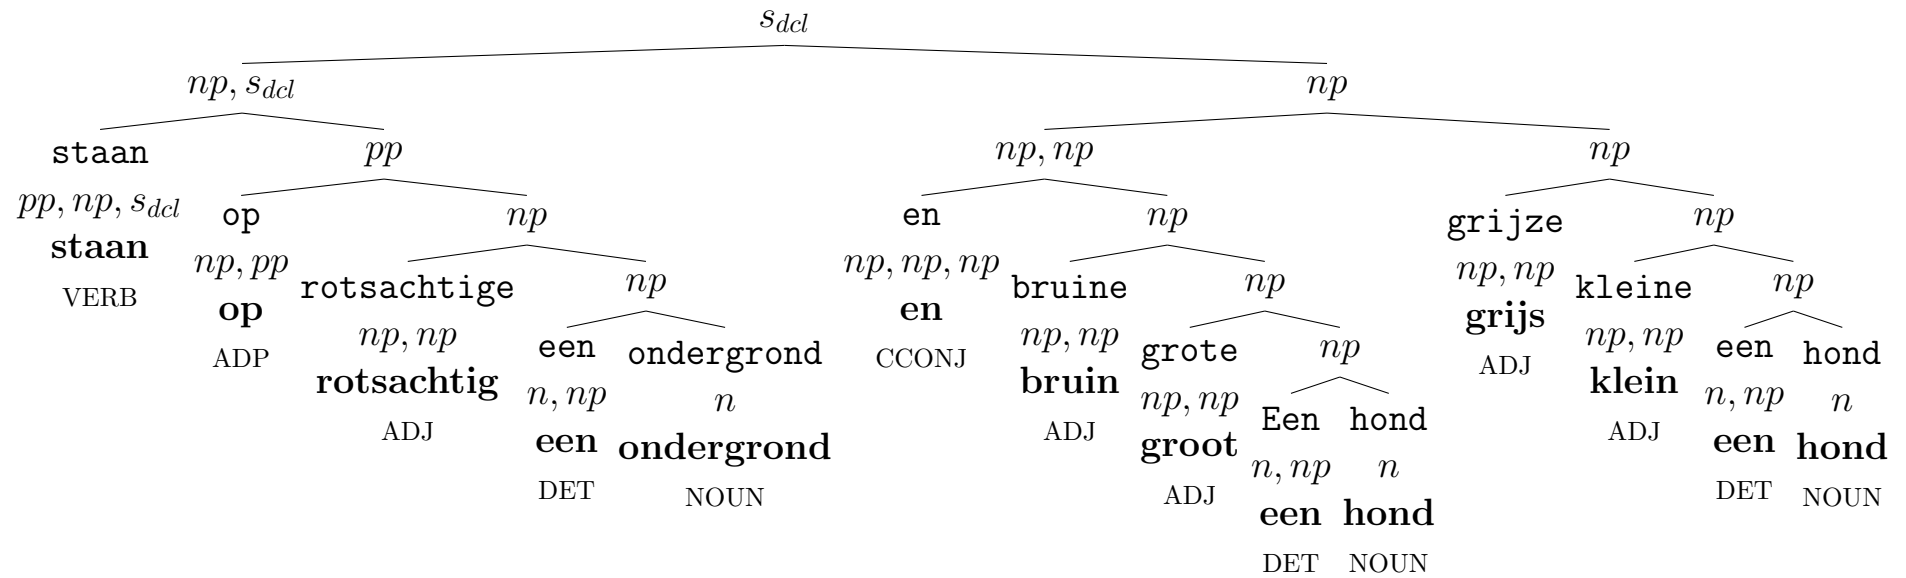 s_dcl
np, s_dcl
np
staan
pp, np, s_dcl
staan
VERB
pp
op
np, pp
op
ADP
np
rotsachtige
np, np
rotsachtig
ADJ
np
een
n, np
een
DET
ondergrond
n
ondergrond
NOUN
np, np
en
np, np, np
en
CCONJ
np
bruine
np, np
bruin
ADJ
np
grote
np, np
groot
ADJ
np
Een
n, np
een
DET
hond
n
hond
NOUN
np
grijze
np, np
grijs
ADJ
np
kleine
np, np
klein
ADJ
np
een
n, np
een
DET
hond
n
hond
NOUN